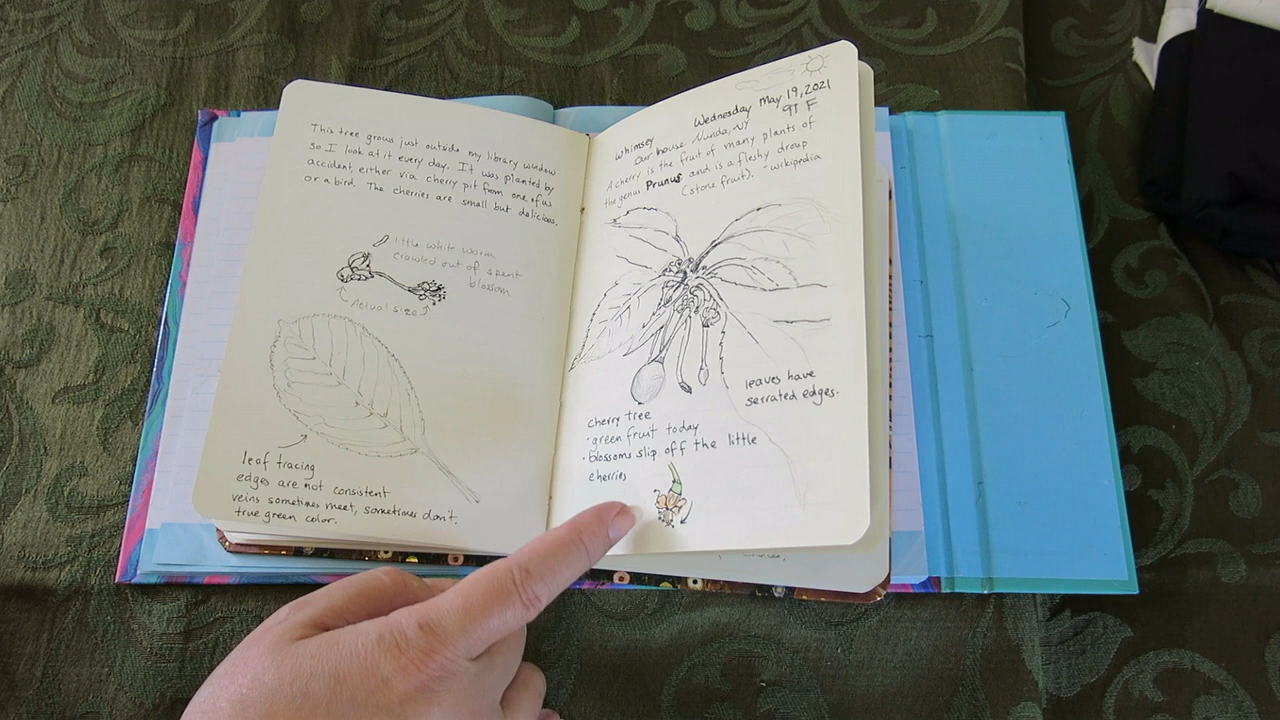 This tree grows just outside my library window
so I look at it every day. It was planted by
accident, either via cherry pit from one of us
or a bird. The cherries are small but delicious.
little white worm
crawled out of spent
blossom
Actual size
leaf tracing
edges are not consistent
veins sometimes meet, sometimes don't.
true green color.
Wednesday May 19, 2021
whimsey
91 F
our house Nunda, NY
A cherry is the fruit of many plants of
the genus Prunus and is a fleshy droup
(stone fruit). - wikipedia
leaves have
serrated edges.
cherry tree
• green fruit today
• blossoms slip off the little
cherries